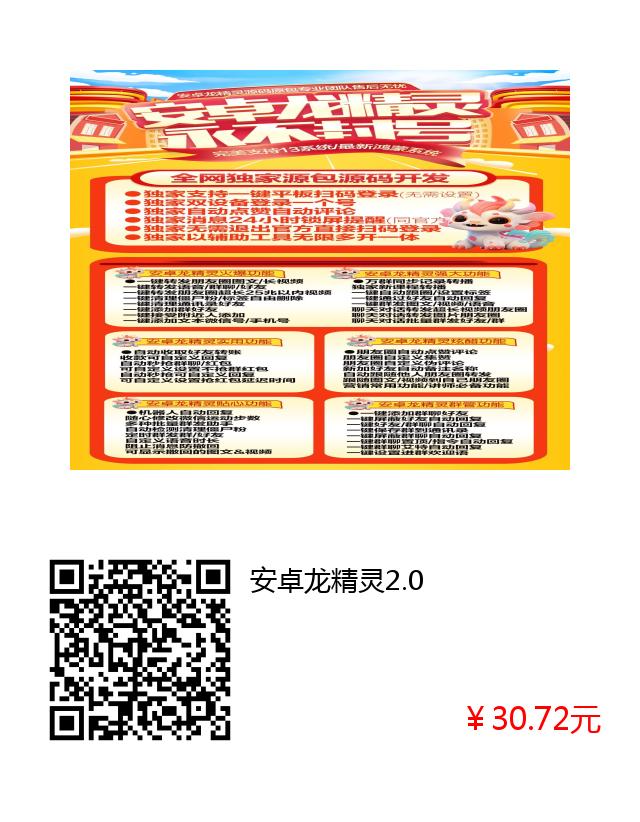 安卓龙精灵源码原包专业团队售后无忧
安卓龙精灵
永不封号
完美支持13系统/最新鸿蒙系统
全网独家源包源码开发
●独家支持一键平板扫码登录(无需设置)
●独家双设备登录一个号
●独家自动点赞自动评论
●独家消息24小时锁屏提醒(同官方
●独家无需退出官方直接扫码登录
●独家以辅助工具无限多开一体
安卓龙精灵火爆功能
●一键转发朋友圈图文/长视频
一键转发语音/群聊/好友
一键转发朋友圈超长25兆以内视频
一键清理僵尸粉/标签自由删除
一键清理通讯录好友
一键添加群好友
一键接受附近人添加
一键添加文本微信号/手机号
安卓龙精灵强大功能
●万群同步记录转播
独家新课程转播
一键自动跟圈/设置标签
一键通过好友自动回复
一键群发图文/视频/语音
聊天对话转发超长视频朋友圈
聊天对话转发图片朋友圈
聊天对话批量群发好友/群
安卓龙精灵实用功能
●自动收取好友转账
收款可自定义回复
自动秒抢群聊/红包
可自定义设置不抢群红包
自动秒抢可自定义回复
可自定义设置抢红包延迟时间
安卓龙精灵炫酷功能
●朋友圈自动点赞评论
朋友圈自定义集赞
朋友圈自定义伪评论
新加好友自动备注名称
自动跟随他人朋友圈转发
跟随图文/视频到自己朋友圈
营销常用功能/讲师必备功能
安卓龙精灵贴心功能
●机器人自动回复
随心修改微信运动步数
多种批量群发助手
自动检测清理僵尸粉
定时群发群/好友
自定义语音时长
阻止消息防撤回
可显示撤回的图文&视频
安卓龙精灵群管功能
●一键添加群聊好友
一键屏蔽群好友成员
一键好友/群聊自动回复
一键保存群到通讯录
一键屏蔽群聊自动回复
一键群聊置顶/指令自动回复
一键群聊艾特自动回复
一键设置进群欢迎语
安卓龙精灵2.0
￥30.72元